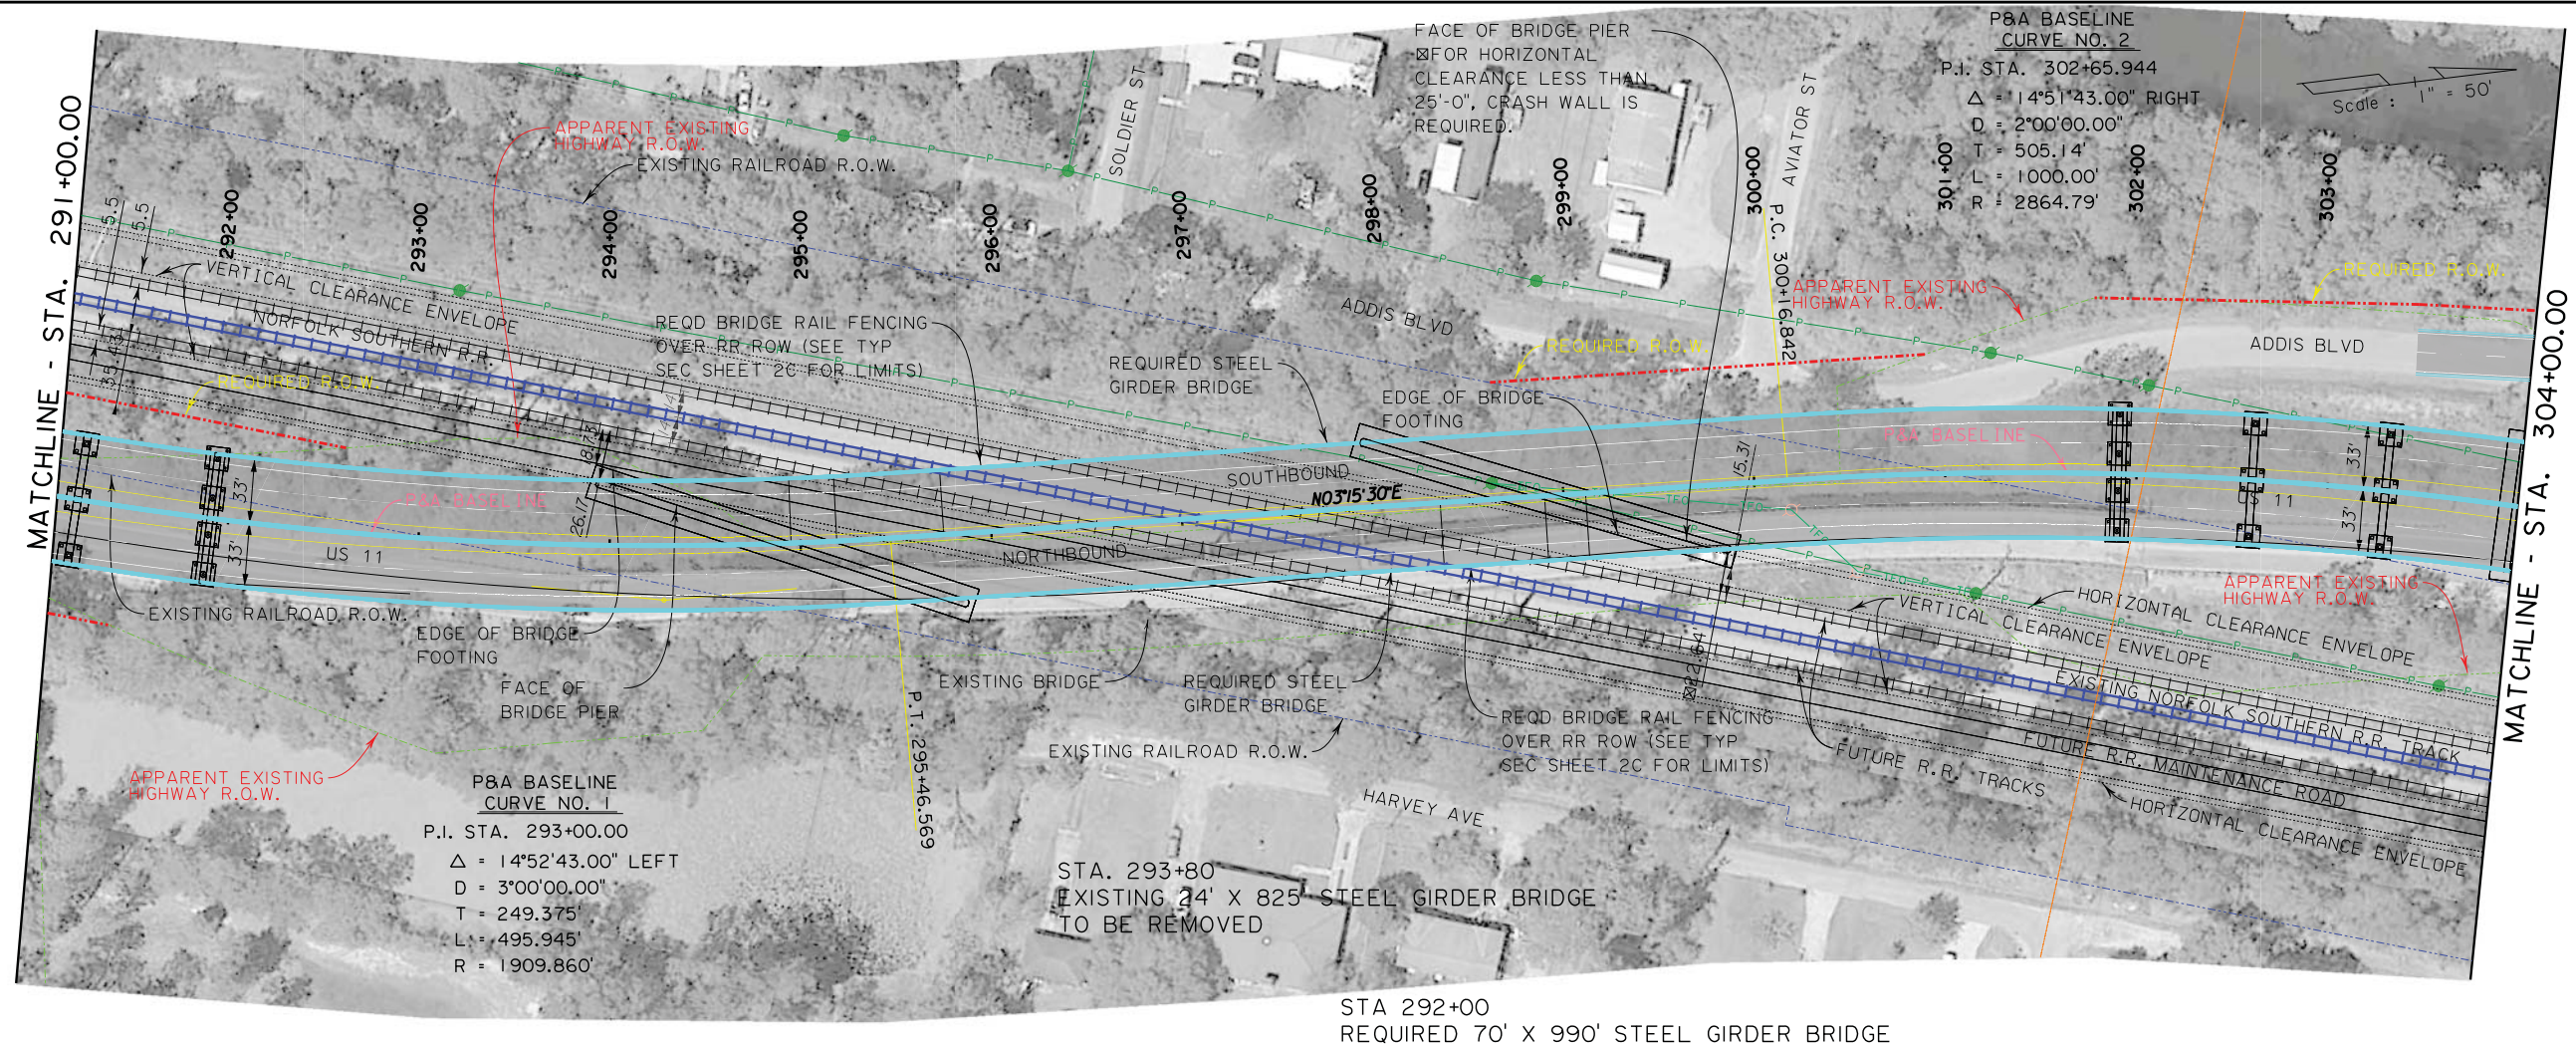 MATCHLINE - STA. 291+00.00
MATCHLINE - STA. 304+00.00
292+00
293+00
294+00
295+00
296+00
297+00
298+00
299+00
300+00
301+00
302+00
303+00
5.5
5.5
35.43
APPARENT EXISTING
HIGHWAY R.O.W.
EXISTING RAILROAD R.O.W.
SOLDIER ST
FACE OF BRIDGE PIER
FOR HORIZONTAL
CLEARANCE LESS THAN
25'-0", CRASH WALL IS
REQUIRED.
AVIATOR ST
P&A BASELINE
CURVE NO. 2
P.I. STA. 302+65.944
Δ = 14°51'43.00" RIGHT
D = 2°00'00.00"
T = 505.14'
L = 1000.00'
R = 2864.79'
Scale : 1" = 50'
VERTICAL CLEARANCE ENVELOPE
NORFOLK SOUTHERN R.R.
REQUIRED R.O.W.
REQD BRIDGE RAIL FENCING
OVER RR ROW (SEE TYP
SEC SHEET 2C FOR LIMITS)
ADDIS BLVD
REQUIRED STEEL
GIRDER BRIDGE
EDGE OF BRIDGE
FOOTING
REQUIRED R.O.W.
P.C. 300+16.842
APPARENT EXISTING
HIGHWAY R.O.W.
REQUIRED R.O.W.
ADDIS BLVD
14
14
26.17
33'
33'
P&A BASELINE
US 11
SOUTHBOUND
N03°15'30"E
NORTHBOUND
15.31
TFO
TFO
TFO
TFO
P&A BASELINE
33'
33'
11
EXISTING RAILROAD R.O.W.
EDGE OF BRIDGE
FOOTING
FACE OF
BRIDGE PIER
P.T. 295+46.569
EXISTING BRIDGE
REQUIRED STEEL
GIRDER BRIDGE
EXISTING RAILROAD R.O.W.
REQD BRIDGE RAIL FENCING
OVER RR ROW (SEE TYP
SEC SHEET 2C FOR LIMITS)
22.64
VERTICAL CLEARANCE ENVELOPE
HORIZONTAL CLEARANCE ENVELOPE
APPARENT EXISTING
HIGHWAY R.O.W.
EXISTING NORFOLK SOUTHERN R.R. TRACK
FUTURE R.R. MAINTENANCE ROAD
FUTURE R.R. TRACKS
HORIZONTAL CLEARANCE ENVELOPE
HARVEY AVE
APPARENT EXISTING
HIGHWAY R.O.W.
P&A BASELINE
CURVE NO. 1
P.I. STA. 293+00.00
Δ = 14°52'43.00" LEFT
D = 3°00'00.00"
T = 249.375'
L = 495.945'
R = 1909.860'
STA. 293+80
EXISTING 24' X 825' STEEL GIRDER BRIDGE
TO BE REMOVED
STA 292+00
REQUIRED 70' X 990' STEEL GIRDER BRIDGE